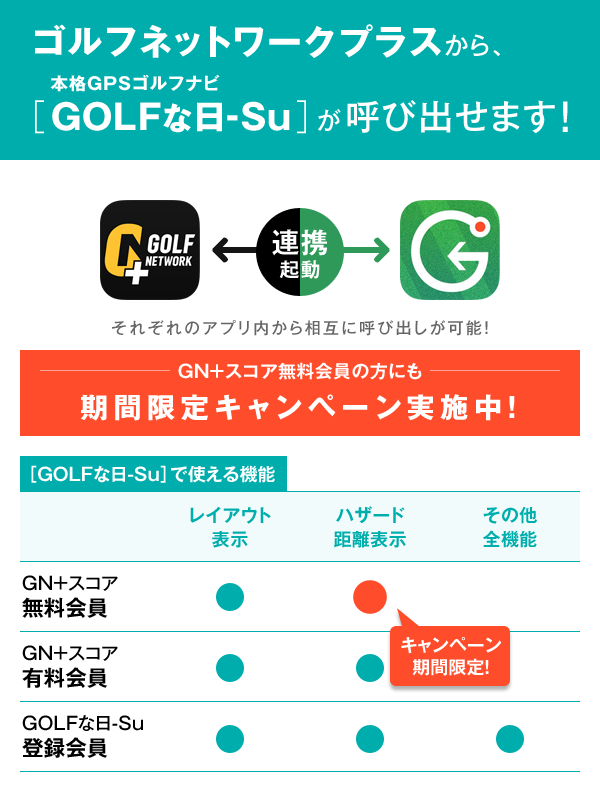 ゴルフネットワークプラスから、
本格GPSゴルフナビ
［GOLFな日-Su］が呼び出せます！
GN+ GOLF NETWORK
連携
起動
G
それぞれのアプリ内から相互に呼び出しが可能！
GN＋スコア無料会員の方にも
期間限定キャンペーン実施中！
［GOLFな日-Su］で使える機能
レイアウト表示
ハザード距離表示
その他全機能
GN＋スコア
無料会員
キャンペーン
期間限定！
GN＋スコア
有料会員
GOLFな日-Su
登録会員